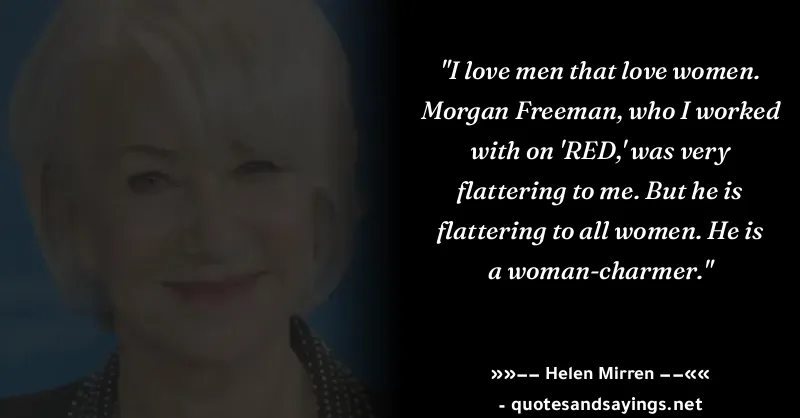 "I love men that love women.
Morgan Freeman, who I worked
with on 'RED,' was very
flattering to me. But he is
flattering to all women. He is
a woman-charmer."
»»−− Helen Mirren −−««
- quotesandsayings.net